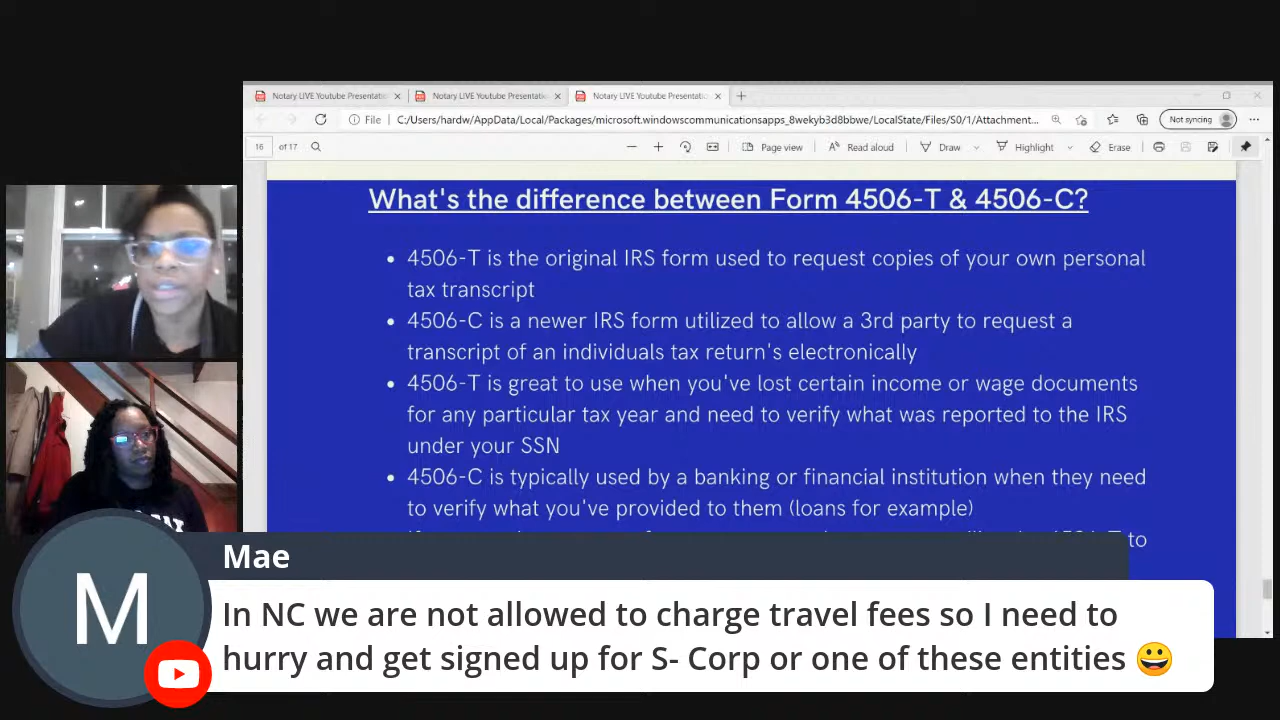 Notary LIVE Youtube Presentatio
Notary LIVE Youtube Presentatio
Notary LIVE Youtube Presentatio
File
C:/Users/hardw/AppData/Local/Packages/microsoft.windowscommunicationsapps_8wekyb3d8bbwe/LocalState/Files/S0/1/Attachment...
Not syncing
16 of 17
Page view
Read aloud
Draw
Highlight
Erase
What's the difference between Form 4506-T & 4506-C?
• 4506-T is the original IRS form used to request copies of your own personal
tax transcript
• 4506-C is a newer IRS form utilized to allow a 3rd party to request a
transcript of an individuals tax return's electronically
• 4506-T is great to use when you've lost certain income or wage documents
for any particular tax year and need to verify what was reported to the IRS
under your SSN
• 4506-C is typically used by a banking or financial institution when they need
to verify what you've provided to them (loans for example)
to
M
Mae
In NC we are not allowed to charge travel fees so I need to
hurry and get signed up for S- Corp or one of these entities 😀